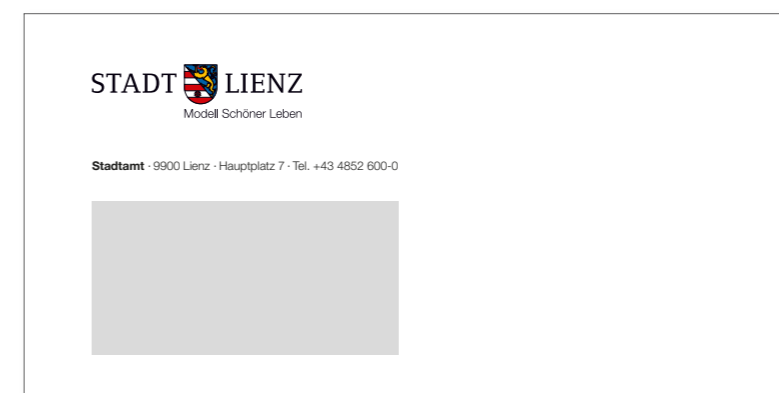 STADT LIENZ
Modell Schöner Leben
Stadtamt · 9900 Lienz · Hauptplatz 7 · Tel. +43 4852 600-0